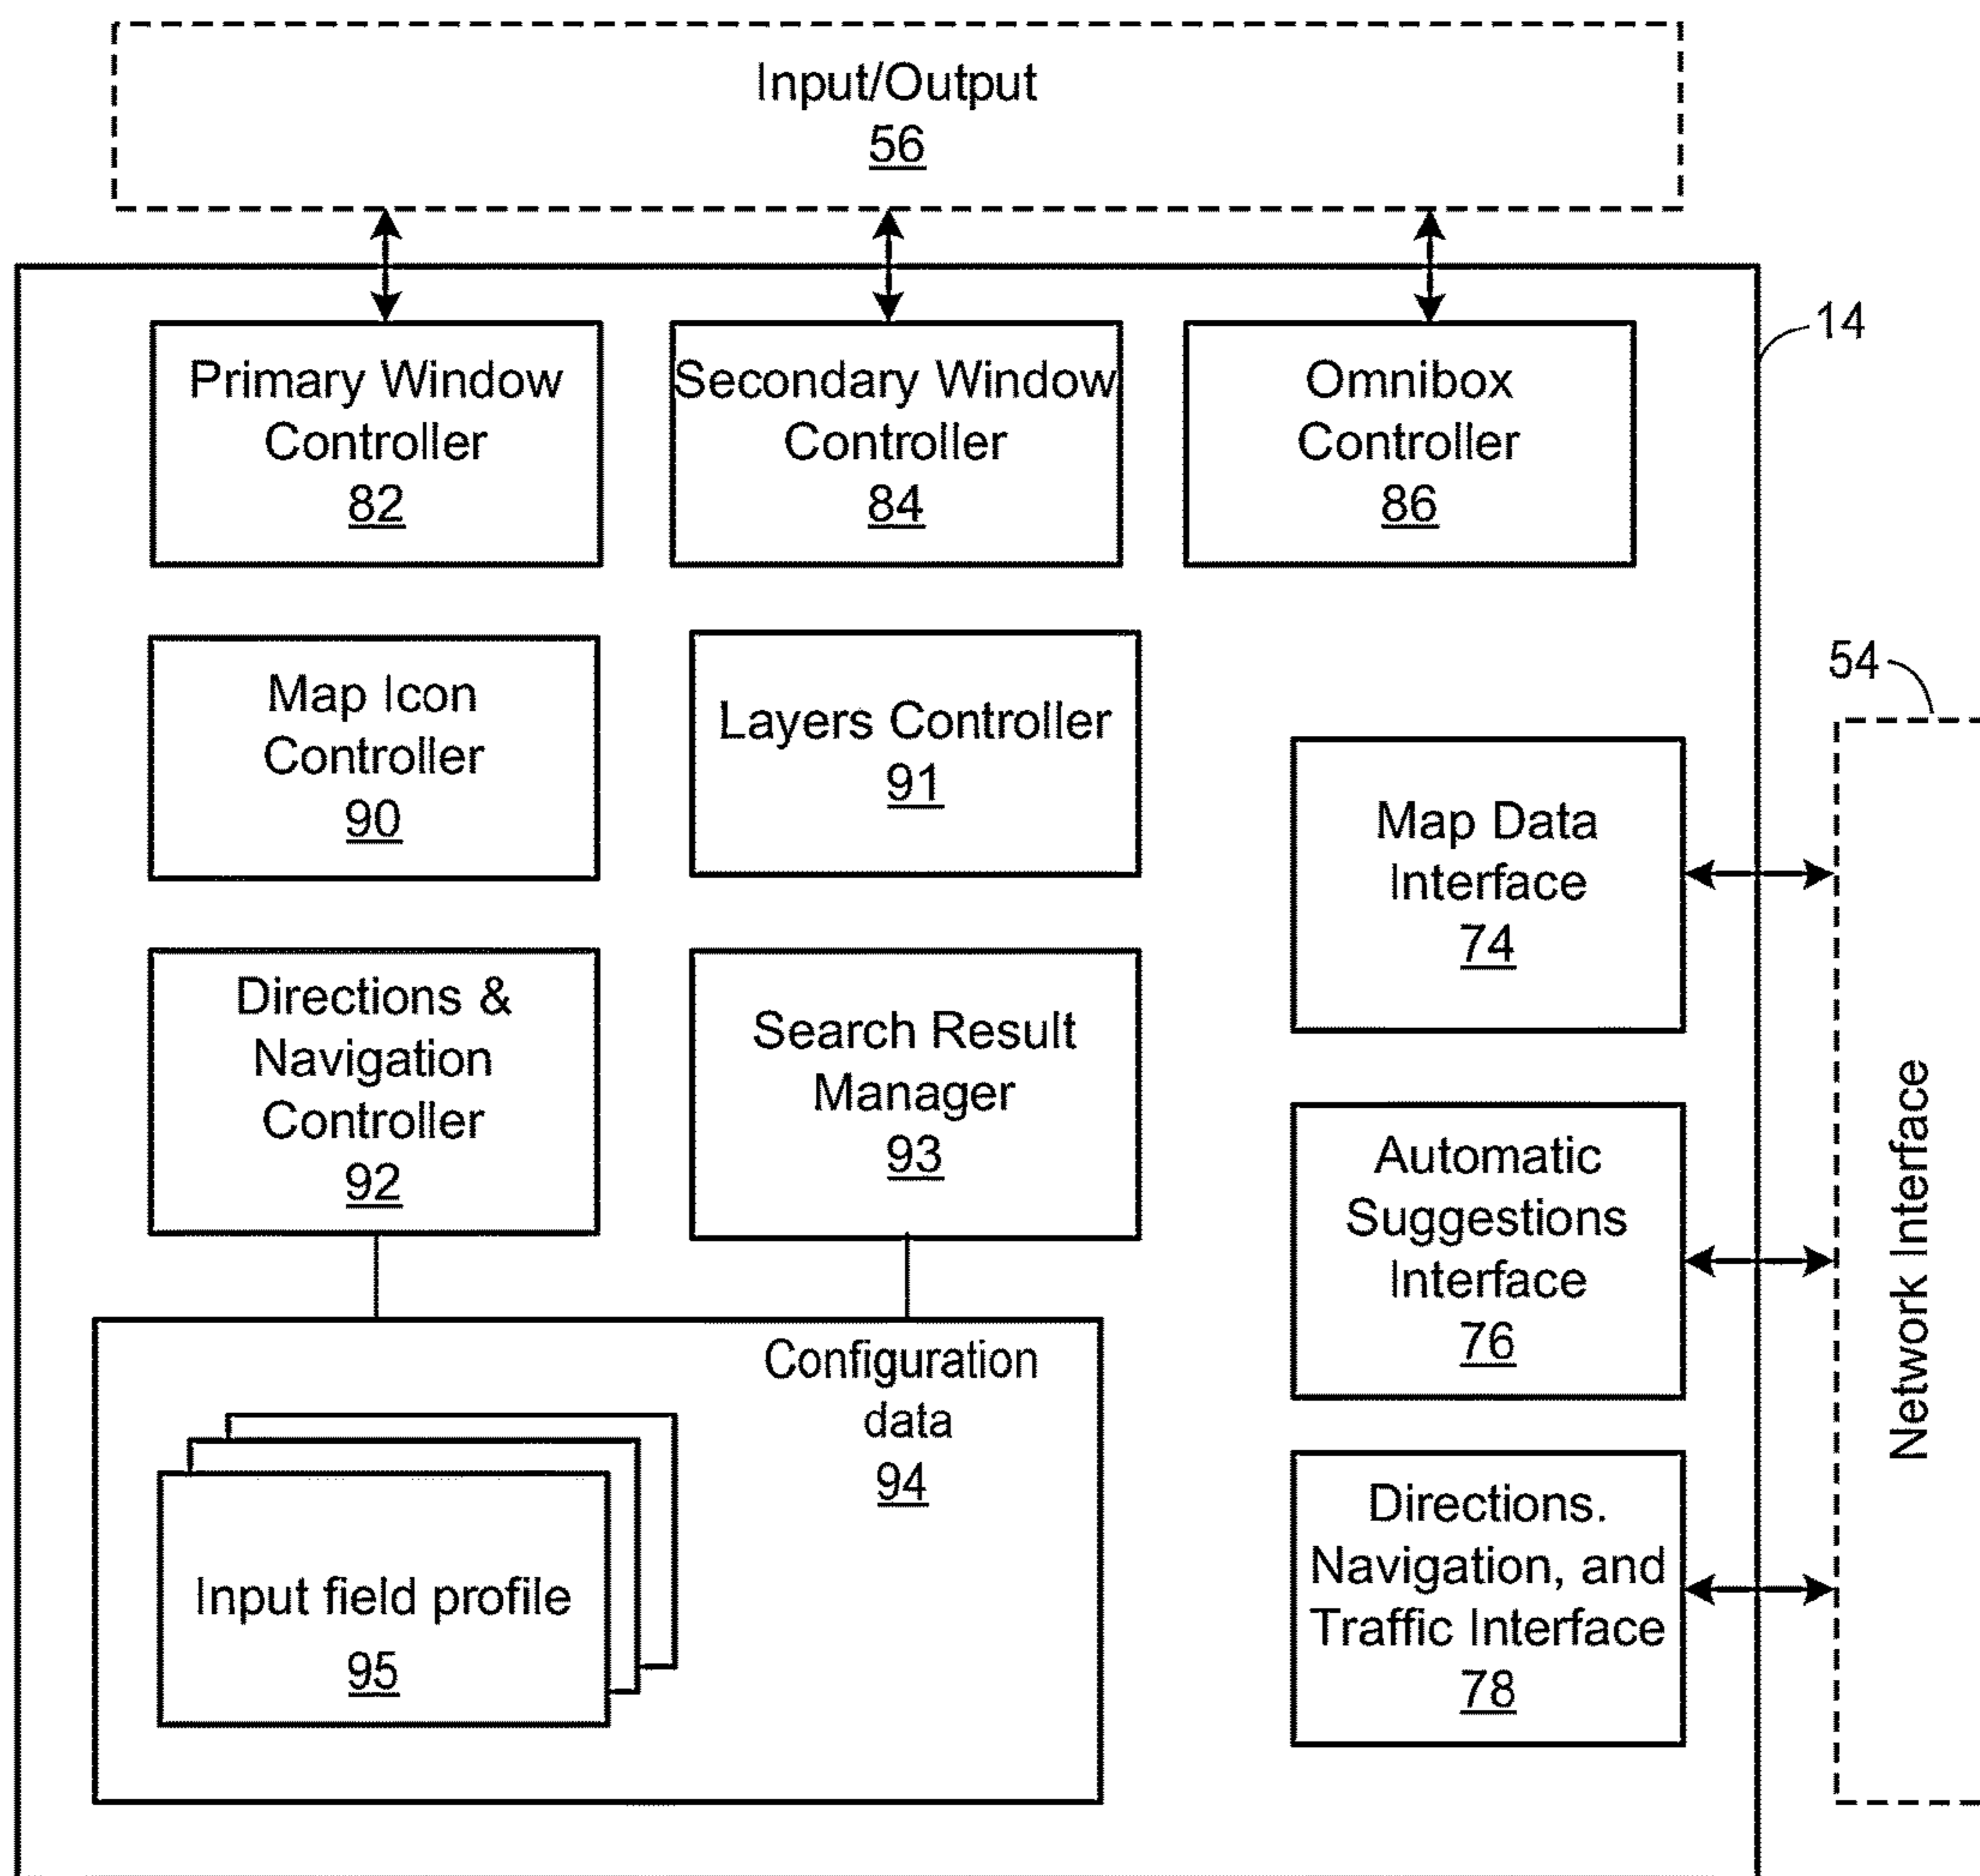 Input/Output
56
14
Primary Window
Controller
82
Secondary Window
Controller
84
Omnibox
Controller
86
Map Icon
Controller
90
Layers Controller
91
54
Map Data
Interface
74
Directions &
Navigation
Controller
92
Search Result
Manager
93
Automatic
Suggestions
Interface
76
Network Interface
Configuration
data
94
Input field profile
95
Directions.
Navigation, and
Traffic Interface
78